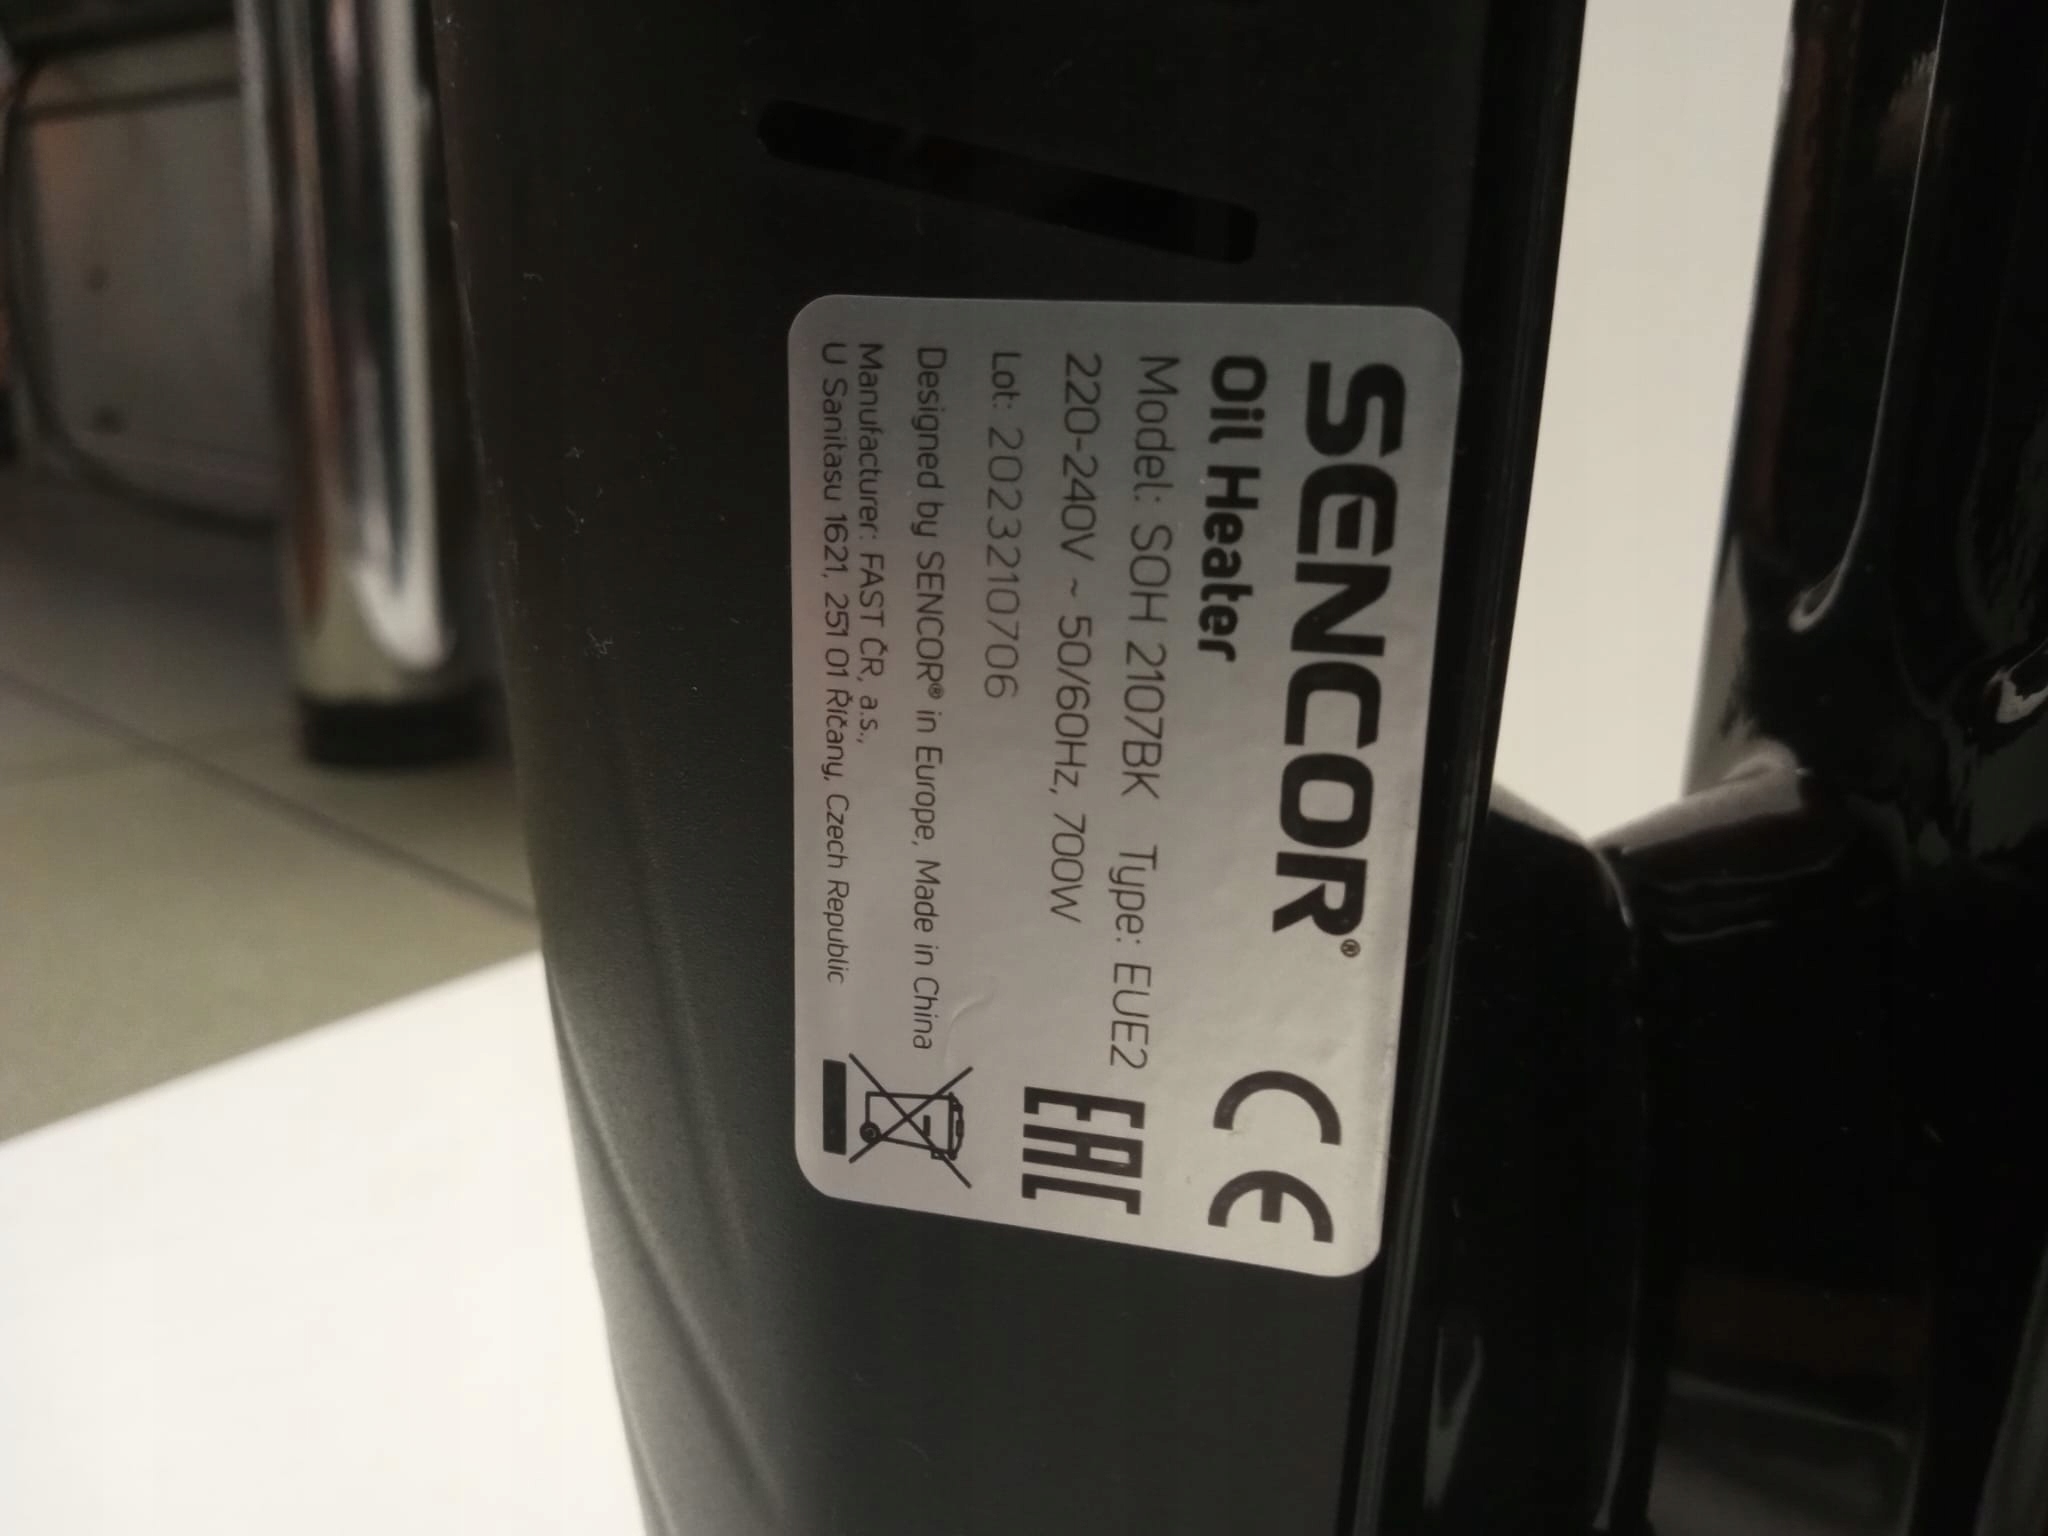 SENCOR®
Oil Heater
Model: SOH 2107BK Type: EUE2
220-240V ~ 50/60Hz, 700W
Lot: 2023210706
Designed by SENCOR® in Europe, Made in China
Manufacturer: FAST ČR, a.s.,
U Sanitasu 1621, 251 01 Říčany, Czech Republic
CE
EAC